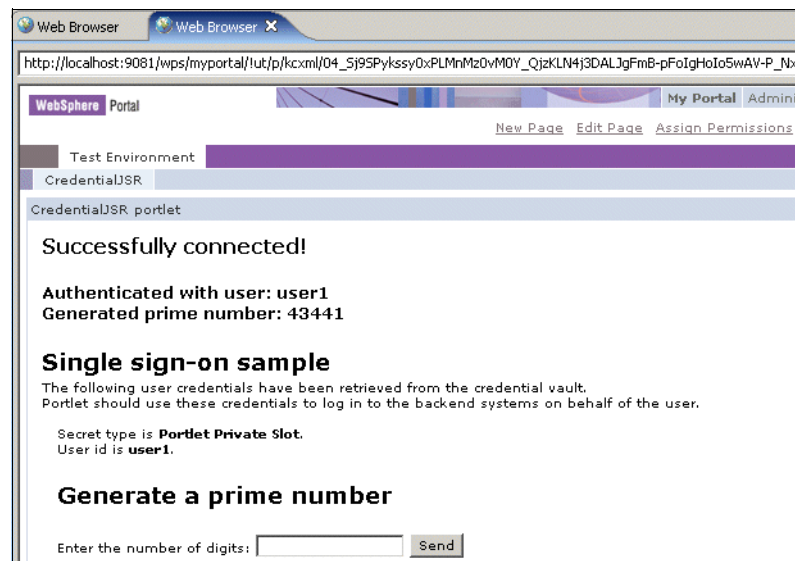 Web Browser Web Browser
http://localhost:9081/wps/myportal/!ut/p/kcxml/04_Sj9SPykssy0xPLMnMz0vM0Y_QjzKLN4j3DALJgFmB-pFoIgHoIo5wAV-P_Nx
WebSphere Portal My Portal Admini
New Page Edit Page Assign Permissions
Test Environment
CredentialJSR
CredentialJSR portlet
Successfully connected!
Authenticated with user: user1
Generated prime number: 43441
Single sign-on sample
The following user credentials have been retrieved from the credential vault.
Portlet should use these credentials to log in to the backend systems on behalf of the user.
Secret type is Portlet Private Slot.
User id is user1.
Generate a prime number
Enter the number of digits: Send